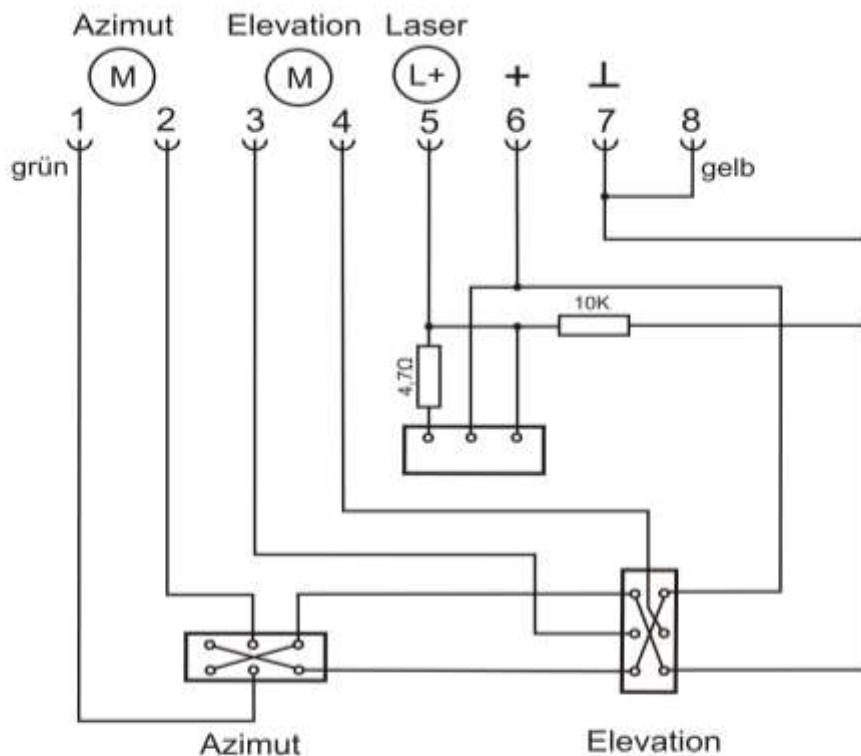 Azimut Elevation Laser
M M L+ + ⊥
1 2 3 4 5 6 7 8
grün gelb
10K
4,7Ω
Azimut Elevation